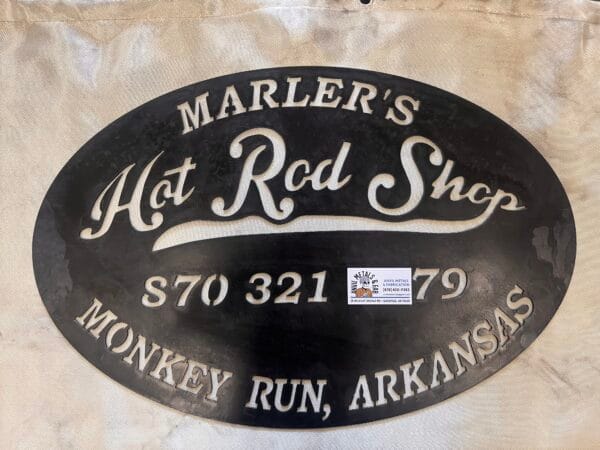 MARLER'S
Hot Rod Shop
870 321 79
MONKEY RUN, ARKANSAS